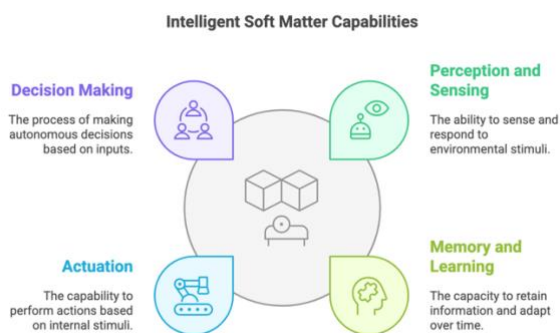 Intelligent Soft Matter Capabilities
Decision Making
The process of making
autonomous decisions
based on inputs.
Perception and
Sensing
The ability to sense and
respond to
environmental stimuli.
Actuation
The capability to
perform actions based
on internal stimuli.
Memory and
Learning
The capacity to retain
information and adapt
over time.